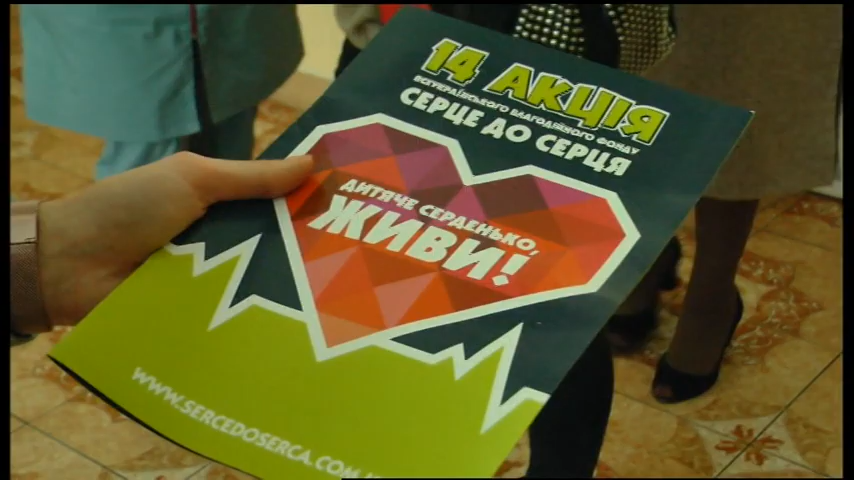 14 АКЦІЯ
ВСЕУКРАЇНСЬКОГО БЛАГОДІЙНОГО ФОНДУ
СЕРЦЕ ДО СЕРЦЯ
ДИТЯЧЕ СЕРДЕНЬКО,
ЖИВИ!
WWW.SERCEDOSERCA.COM